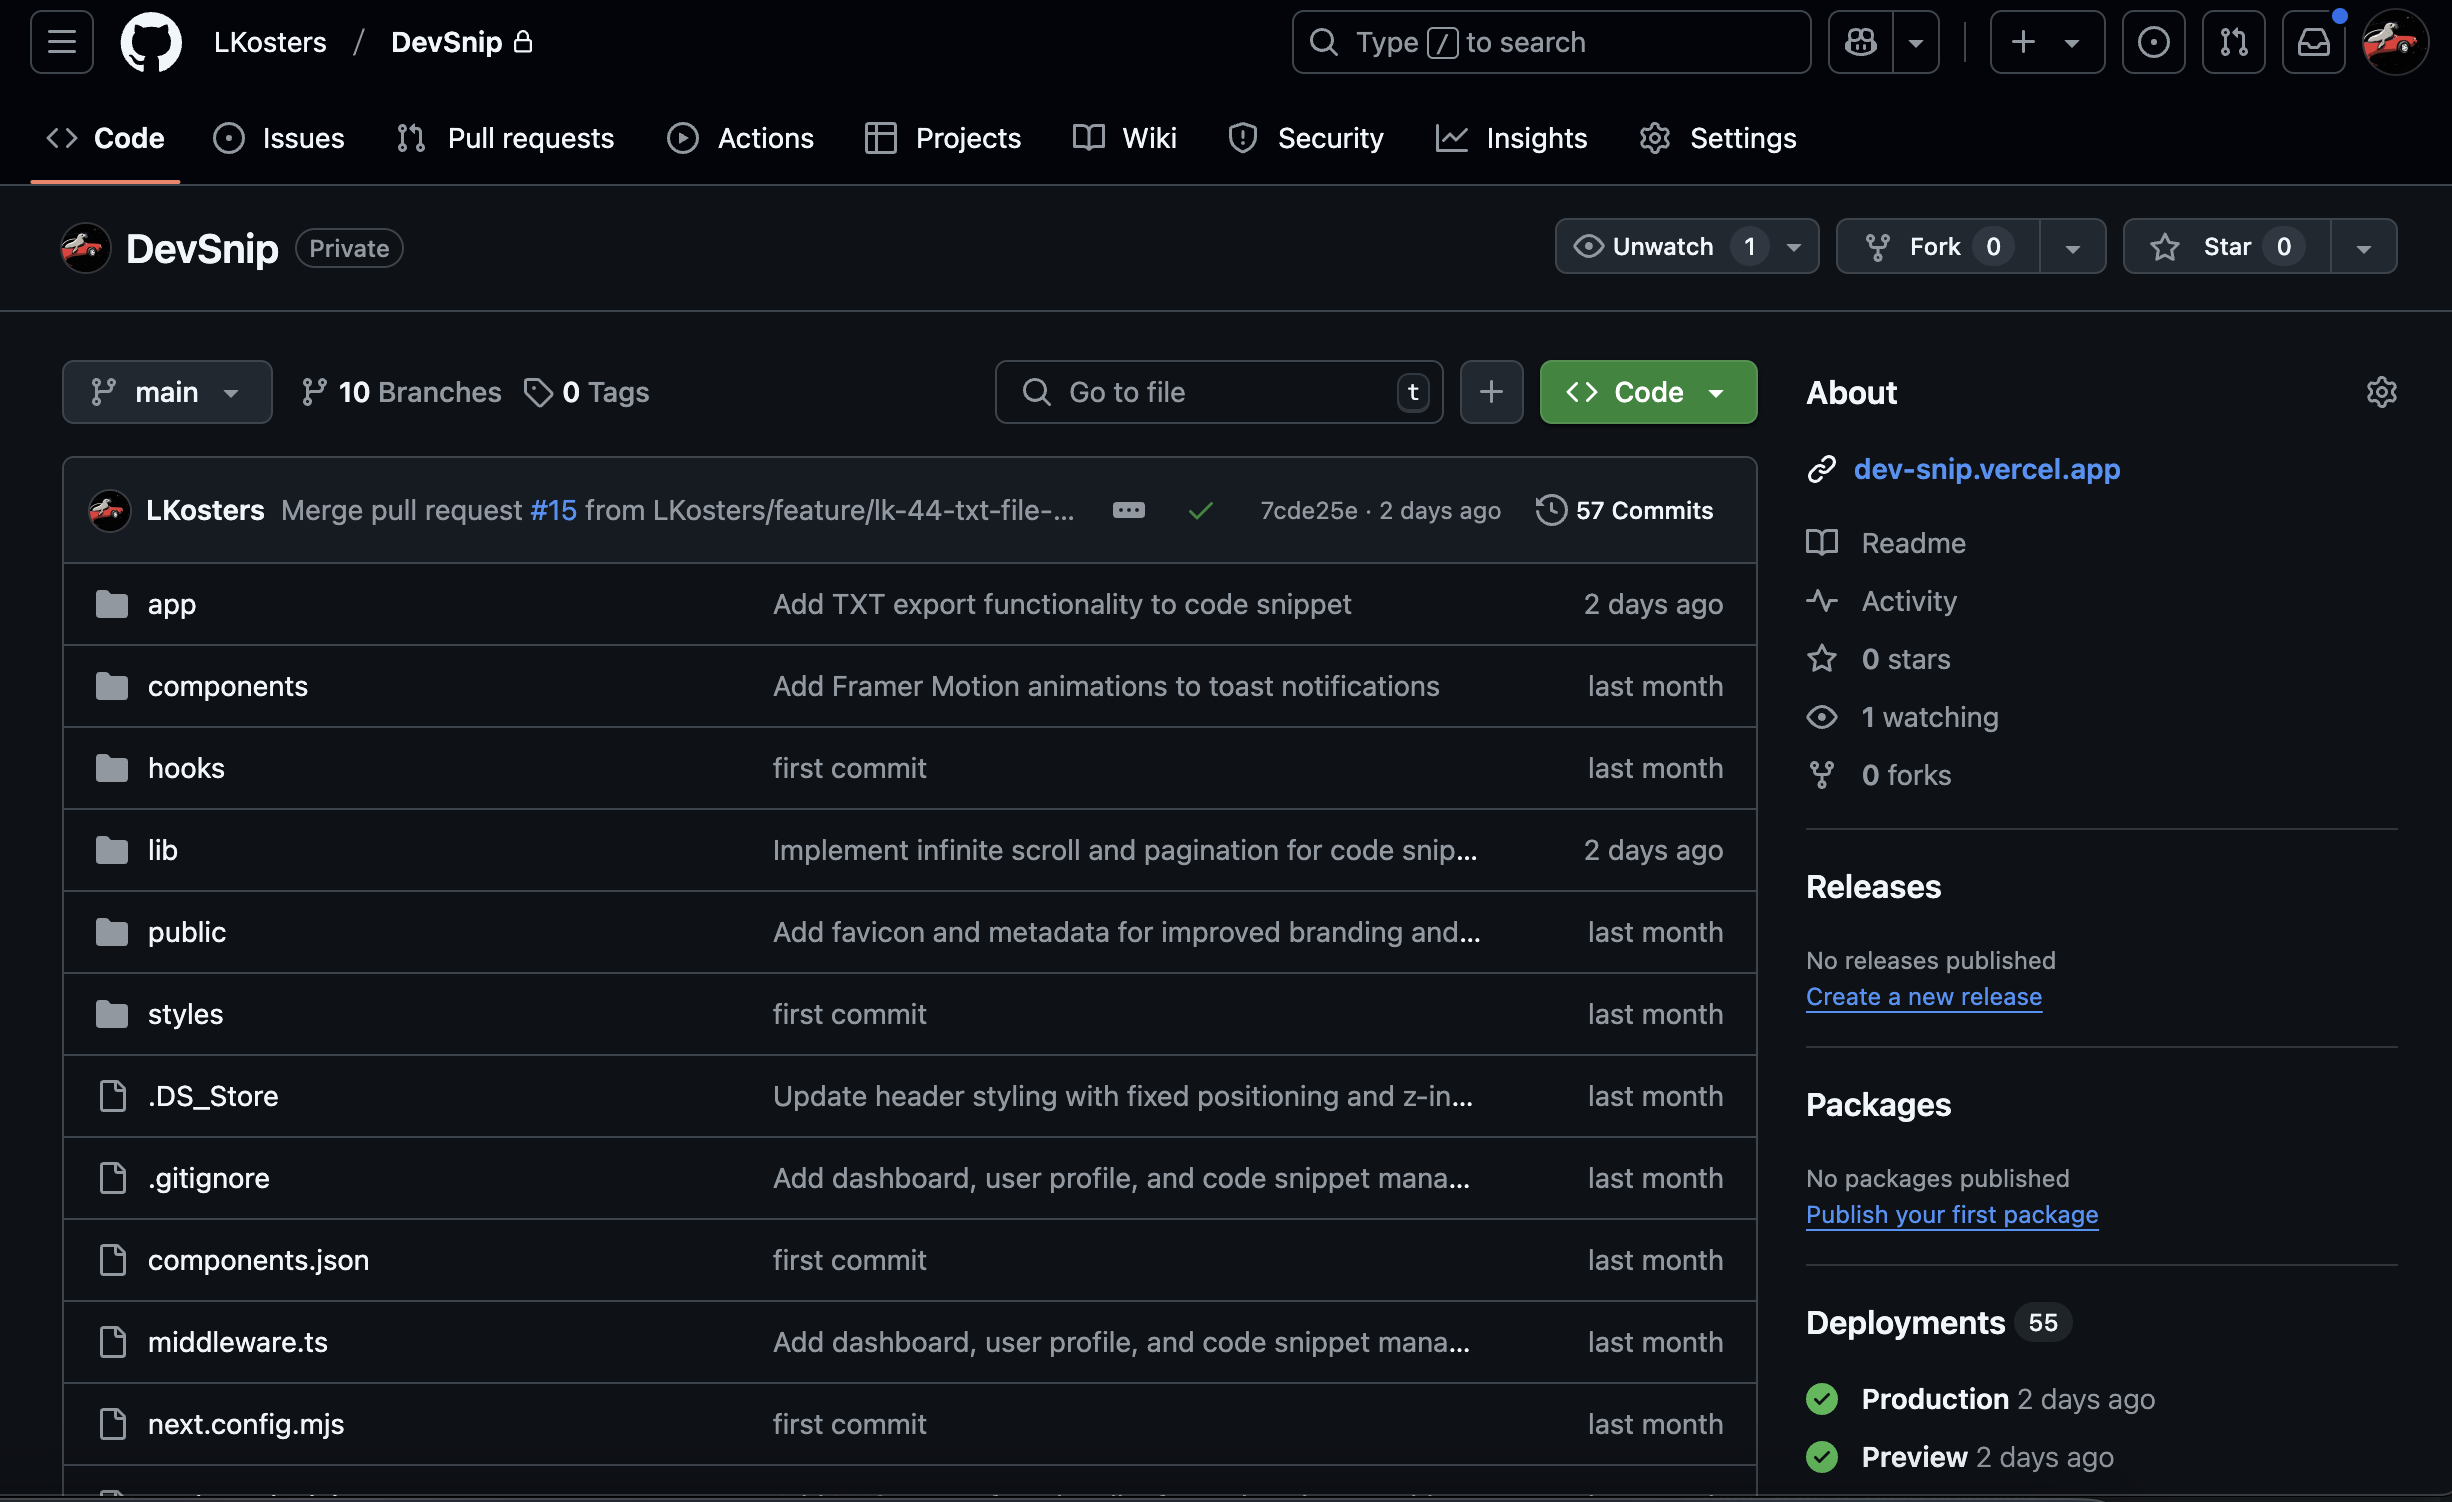 LKosters / DevSnip
Type / to search
Code Issues Pull requests Actions Projects Wiki Security Insights Settings
DevSnip Private
Unwatch 1 Fork 0 Star 0
main 10 Branches 0 Tags
Go to file t
+ Code
About
dev-snip.vercel.app
Readme
Activity
0 stars
1 watching
0 forks
Releases
No releases published
Create a new release
Packages
No packages published
Publish your first package
Deployments 55
Production 2 days ago
Preview 2 days ago
LKosters Merge pull request #15 from LKosters/feature/lk-44-txt-file-... 7cde25e · 2 days ago 57 Commits
app Add TXT export functionality to code snippet 2 days ago
components Add Framer Motion animations to toast notifications last month
hooks first commit last month
lib Implement infinite scroll and pagination for code snip... 2 days ago
public Add favicon and metadata for improved branding and... last month
styles first commit last month
.DS_Store Update header styling with fixed positioning and z-in... last month
.gitignore Add dashboard, user profile, and code snippet mana... last month
components.json first commit last month
middleware.ts Add dashboard, user profile, and code snippet mana... last month
next.config.mjs first commit last month